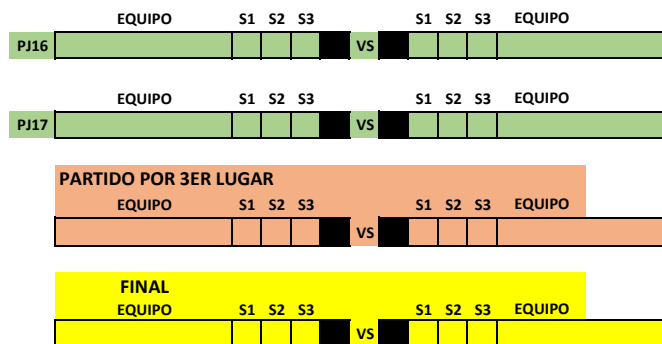 EQUIPO S1 S2 S3 S1 S2 S3 EQUIPO
PJ16 VS
EQUIPO S1 S2 S3 S1 S2 S3 EQUIPO
PJ17 VS
PARTIDO POR 3ER LUGAR
EQUIPO S1 S2 S3 S1 S2 S3 EQUIPO
VS
FINAL
EQUIPO S1 S2 S3 S1 S2 S3 EQUIPO
VS